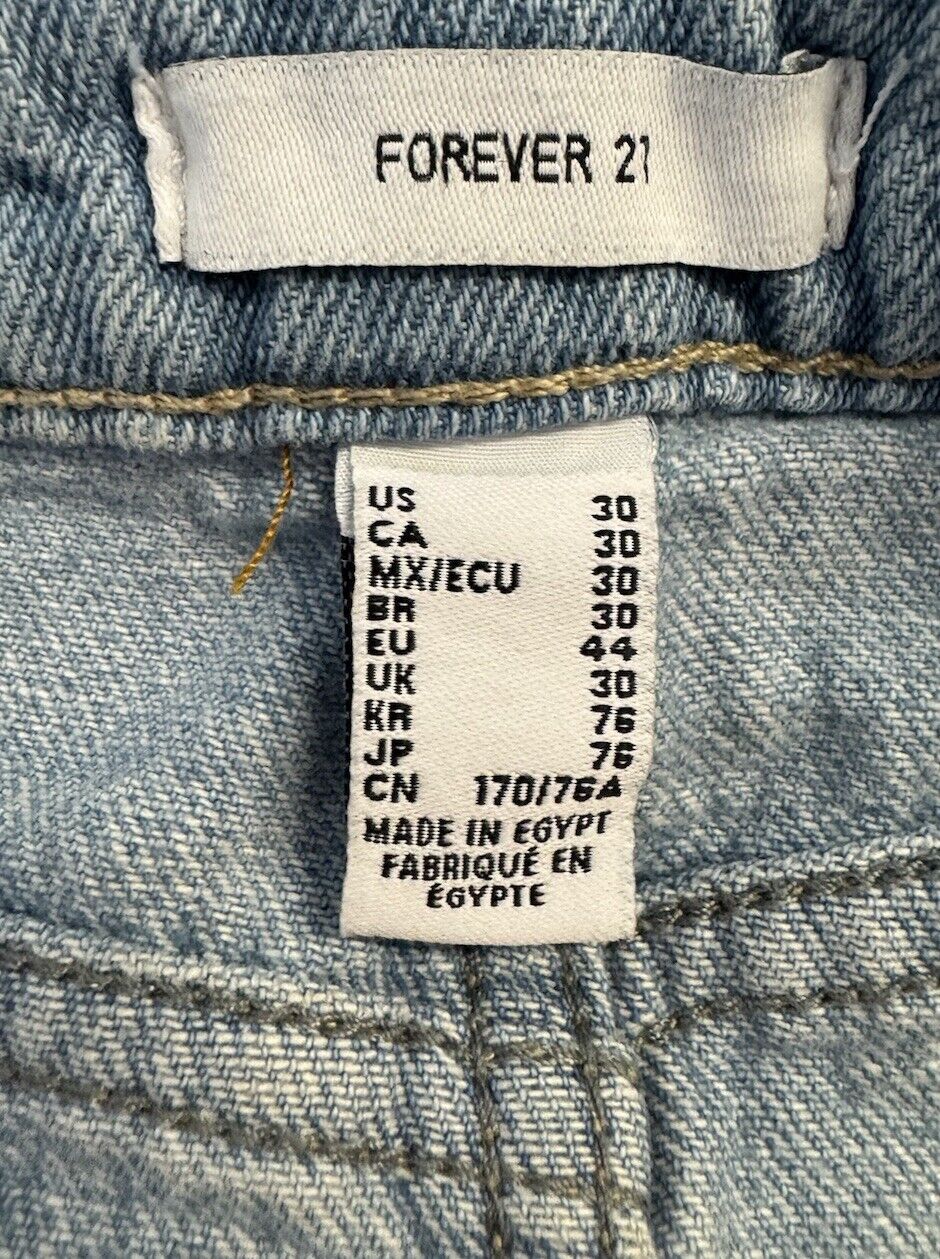 FOREVER 21
US 30
CA 30
MX/ECU 30
BR 30
EU 44
UK 30
KR 76
JP 76
CN 170/76A
MADE IN EGYPT
FABRIQUÉ EN
ÉGYPTE